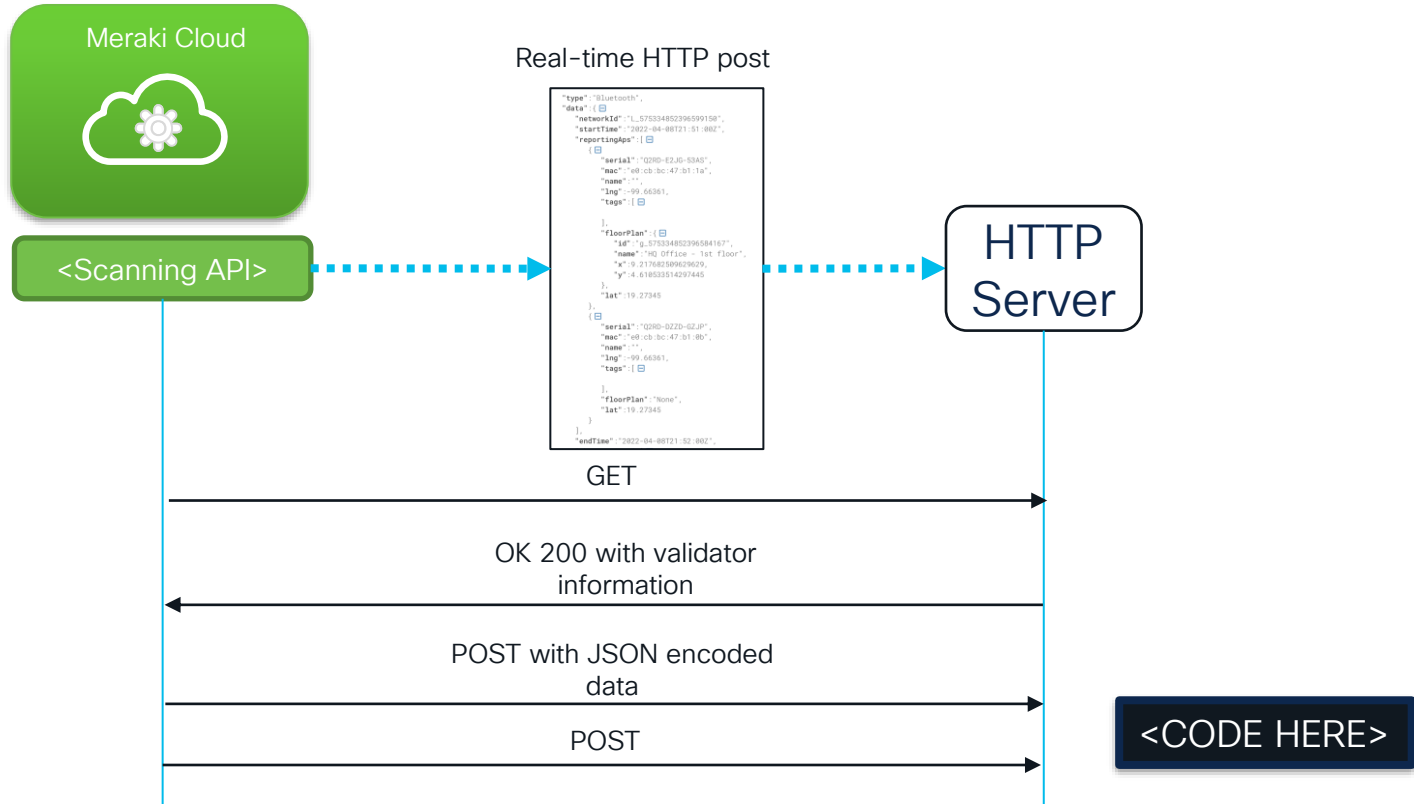 Meraki Cloud
Real-time HTTP post
"type":"Bluetooth",
"data":{
"networkId":"L_575334852396599150",
"startTime":"2022-04-08T21:51:00Z",
"reportingAps":[
{
"serial":"Q2RD-E2JG-S3AS",
"mac":"e0:cb:bc:47:b1:1a",
"name":"",
"lng":-99.66361,
"tags":[
],
"floorPlan":{
"id":"g_575334852396584167",
"name":"HQ Office - 1st floor",
"x":9.217682509629629,
"y":4.610533514297445
},
"lat":19.27345
},
{
"serial":"Q2RD-DZZD-GZJP",
"mac":"e0:cb:bc:47:b1:0b",
"name":"",
"lng":-99.66361,
"tags":[
],
"floorPlan":"None",
"lat":19.27345
}
],
"endTime":"2022-04-08T21:52:00Z",
<Scanning API>
HTTP
Server
GET
OK 200 with validator
information
POST with JSON encoded
data
POST
<CODE HERE>